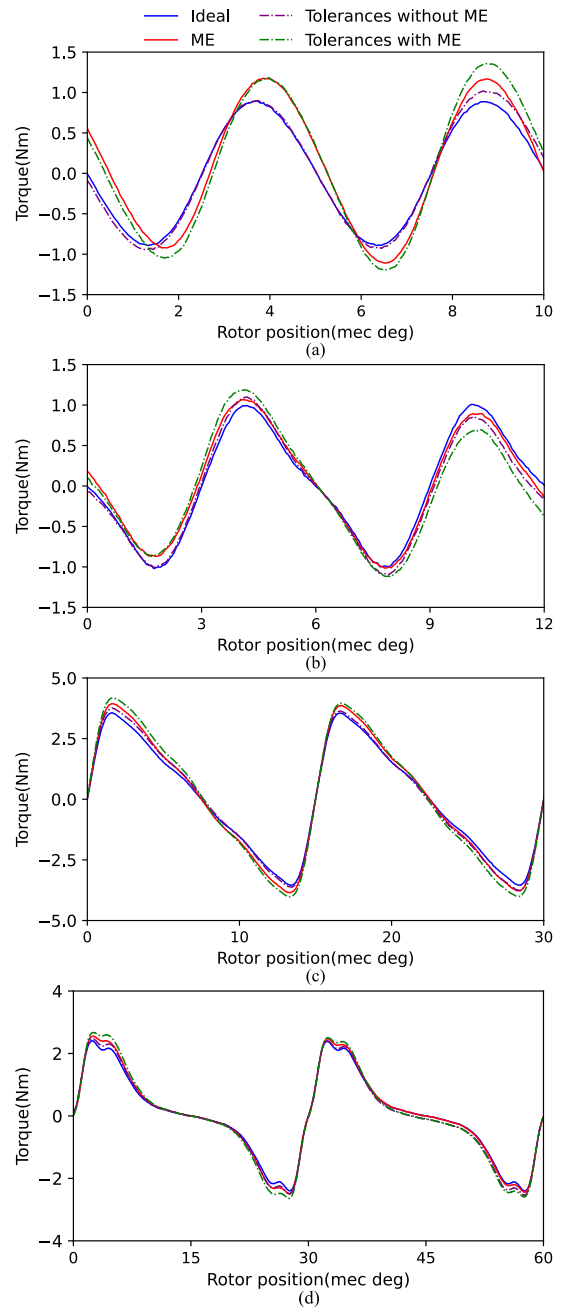 Ideal Tolerances without ME
ME Tolerances with ME
1.5
1.0
0.5
0.0
−0.5
−1.0
−1.5
Torque(Nm)
0 2 4 6 8 10
Rotor position(mec deg)
(a)
1.5
1.0
0.5
0.0
−0.5
−1.0
−1.5
Torque(Nm)
0 3 6 9 12
Rotor position(mec deg)
(b)
5.0
2.5
0.0
−2.5
−5.0
Torque(Nm)
0 10 20 30
Rotor position(mec deg)
(c)
4
2
0
−2
−4
Torque(Nm)
0 15 30 45 60
Rotor position(mec deg)
(d)